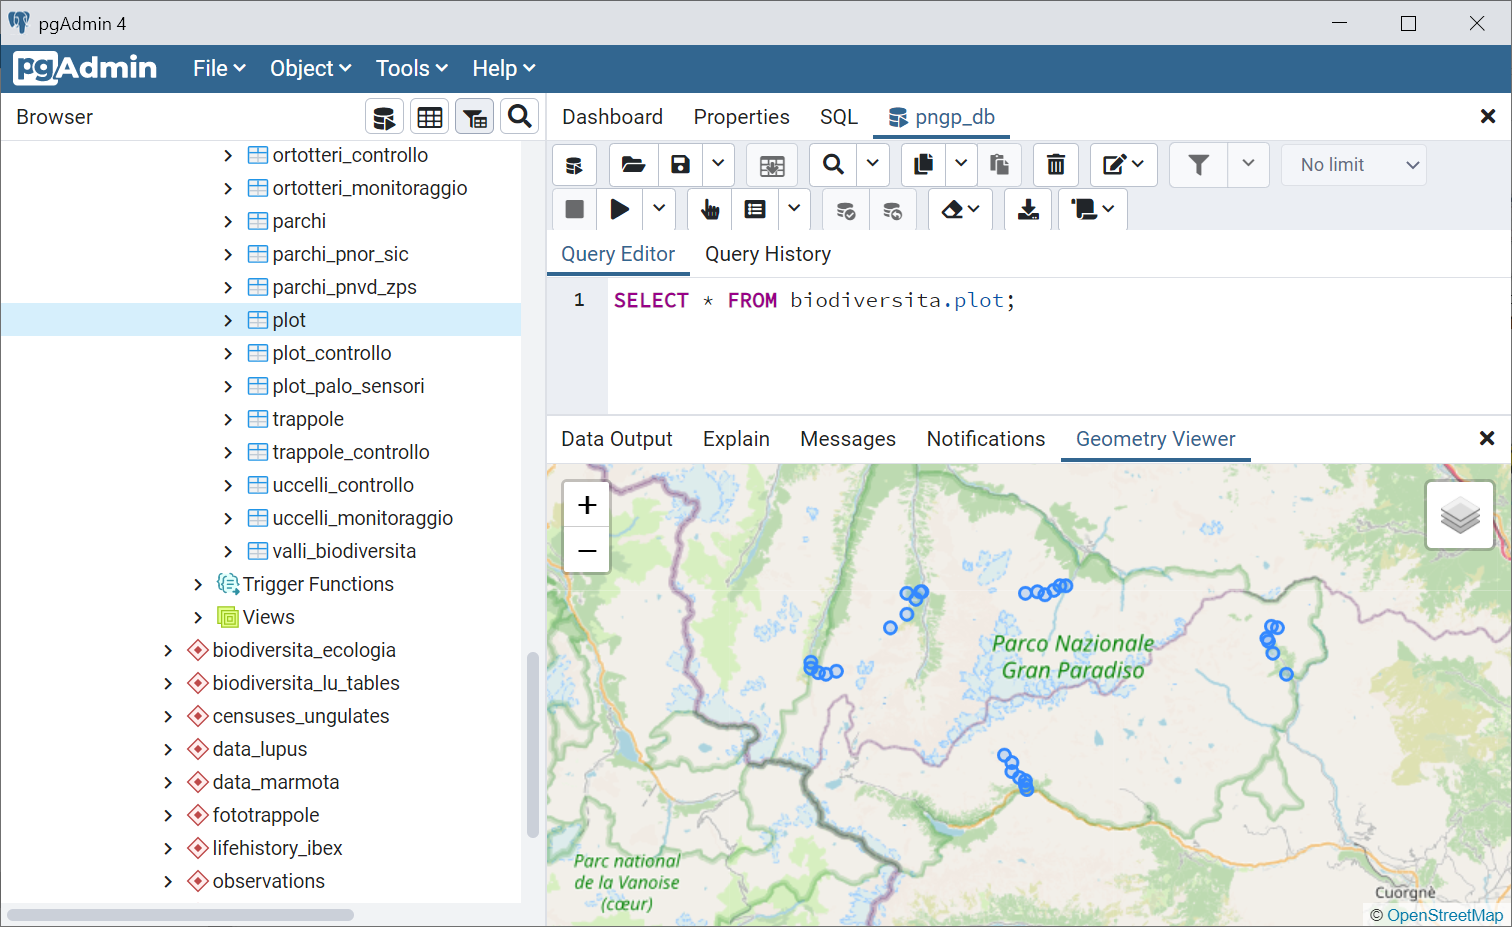 pgAdmin 4
pgAdmin File Object Tools Help
Browser
Dashboard Properties SQL pngp_db
No limit
ortotteri_controllo
ortotteri_monitoraggio
parchi
parchi_pnor_sic
parchi_pnvd_zps
plot
plot_controllo
plot_palo_sensori
trappole
trappole_controllo
uccelli_controllo
uccelli_monitoraggio
valli_biodiversita
Trigger Functions
Views
biodiversita_ecologia
biodiversita_lu_tables
censuses_ungulates
data_lupus
data_marmota
fototrappole
lifehistory_ibex
observations
Query Editor Query History
1 SELECT * FROM biodiversita.plot;
Data Output Explain Messages Notifications Geometry Viewer
+
−
Parco Nazionale
Gran Paradiso
Parc national
de la Vanoise
(cœur)
Cuorgnè
© OpenStreetMap